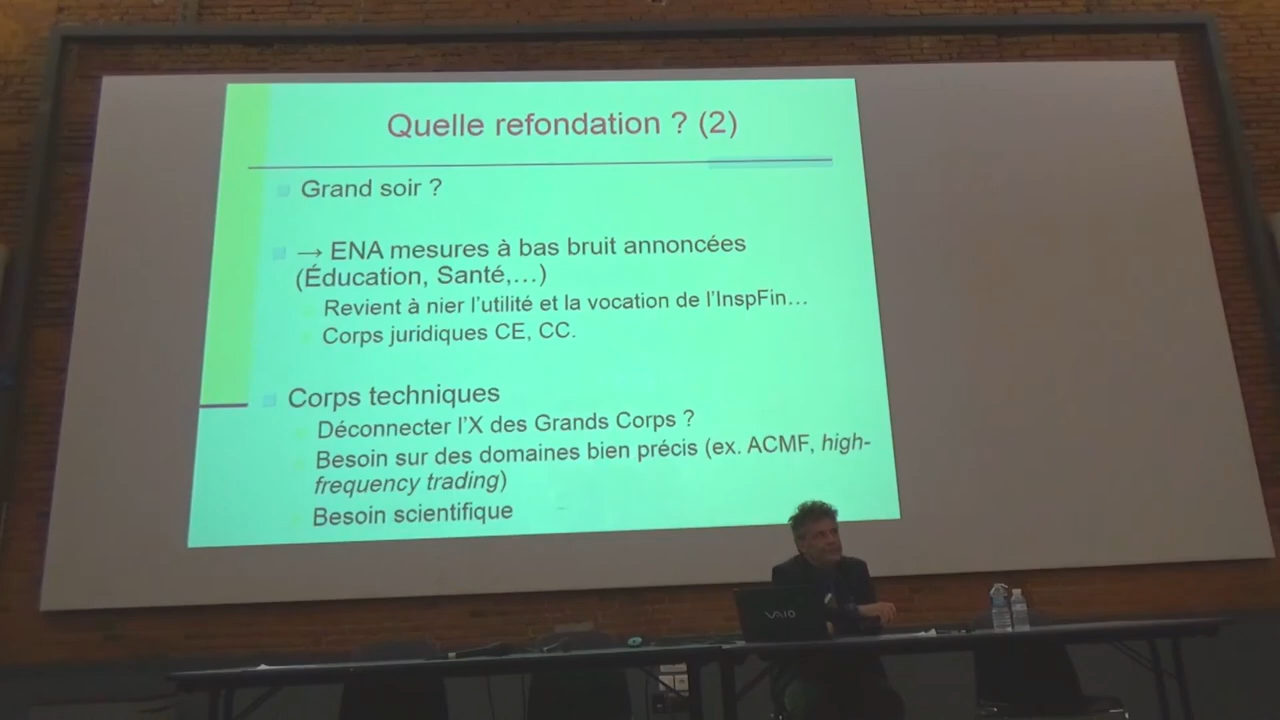 Quelle refondation ? (2)
Grand soir ?
→ ENA mesures à bas bruit annoncées
(Éducation, Santé,…)
Revient à nier l'utilité et la vocation de l'InspFin…
Corps juridiques CE, CC.
Corps techniques
Déconnecter l'X des Grands Corps ?
Besoin sur des domaines bien précis (ex. ACMF, high-
frequency trading)
Besoin scientifique
VAIO